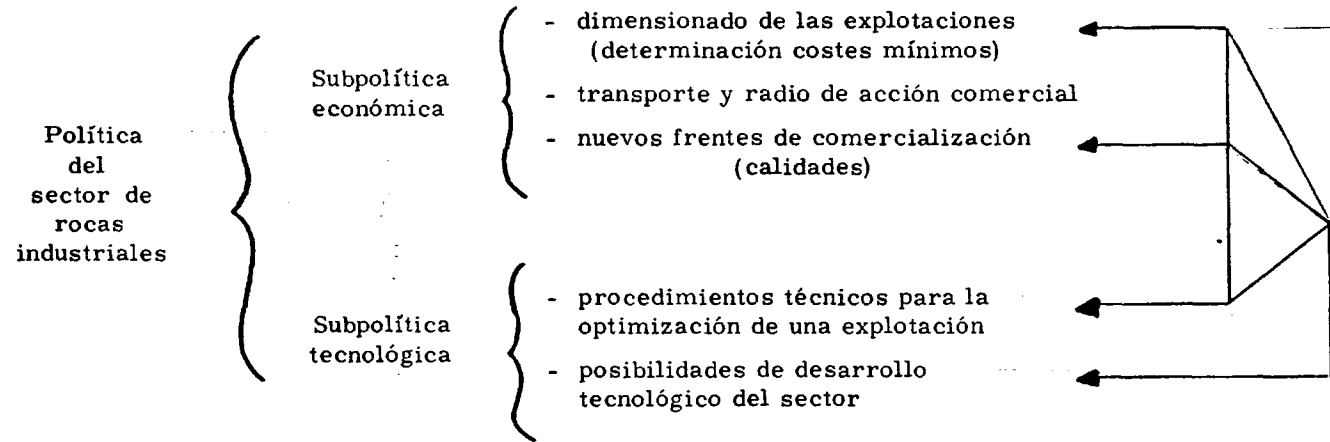 Política
del
sector de
rocas
industriales
Subpolítica
económica
- dimensionado de las explotaciones
(determinación costes mínimos)
- transporte y radio de acción comercial
- nuevos frentes de comercialización
(calidades)
Subpolítica
tecnológica
- procedimientos técnicos para la
optimización de una explotación
- posibilidades de desarrollo
tecnológico del sector